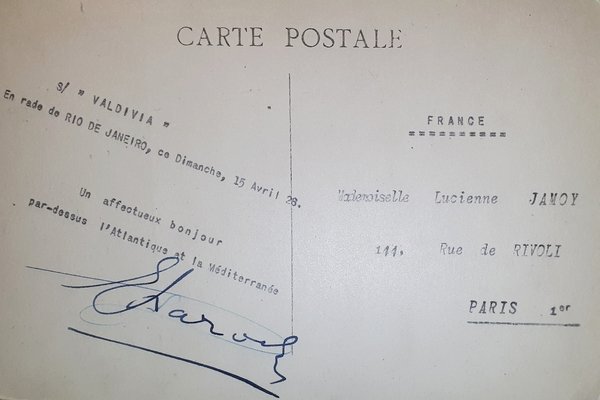 CARTE POSTALE
s/ " VALDIVIA "
En rade de RIO DE JANEIRO, ce Dimanche, 15 Avril 28.
Un affectueux bonjour
par-dessus l'Atlantique et la Méditerranée
FRANCE
Mademoiselle Lucienne JAMOY
111, Rue de RIVOLI
PARIS 1er